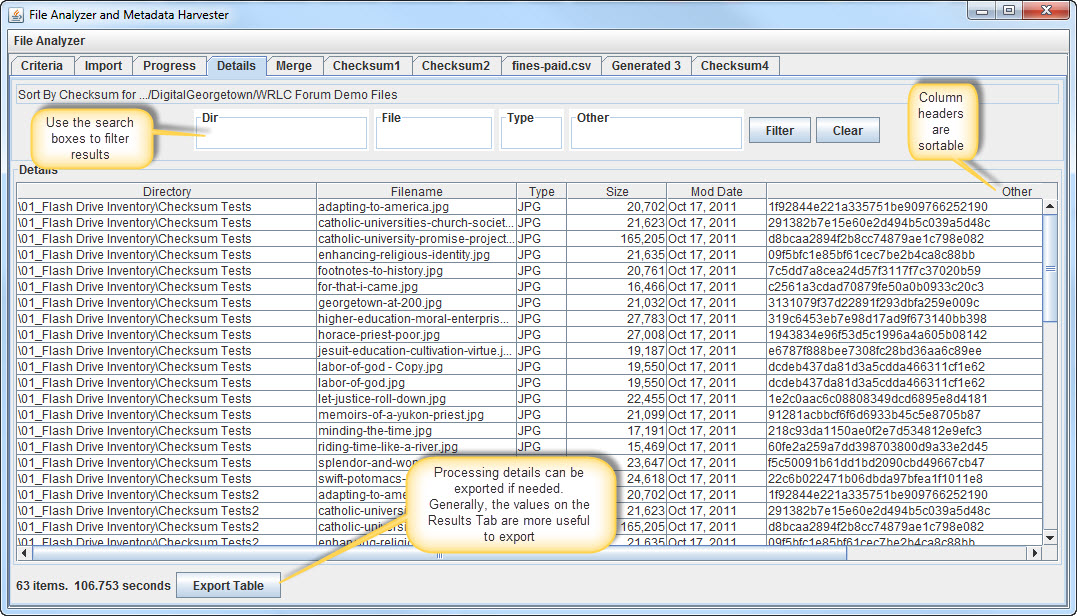 File Analyzer and Metadata Harvester
File Analyzer
Criteria Import Progress Details Merge Checksum1 Checksum2 fines-paid.csv Generated 3 Checksum4
Sort By Checksum for .../DigitalGeorgetown/WRLC Forum Demo Files
Use the search
boxes to filter
results
Dir File Type Other
Filter Clear
Column
headers
are
sortable
Details
Directory Filename Type Size Mod Date Other
\01_Flash Drive Inventory\Checksum Tests adapting-to-america.jpg JPG 20,702 Oct 17, 2011 1f92844e221a335751be909766252190
\01_Flash Drive Inventory\Checksum Tests catholic-universities-church-societ... JPG 21,623 Oct 17, 2011 291382b7e15e60e2d494b5c039a5d48c
\01_Flash Drive Inventory\Checksum Tests catholic-university-promise-project... JPG 165,205 Oct 17, 2011 d8bcaa2894f2b8cc74879ae1c798e082
\01_Flash Drive Inventory\Checksum Tests enhancing-religious-identity.jpg JPG 21,635 Oct 17, 2011 09f5bfc1e85bf61cec7be2b4ca8c88bb
\01_Flash Drive Inventory\Checksum Tests footnotes-to-history.jpg JPG 20,761 Oct 17, 2011 7c5dd7a8cea24d57f3117f7c37020b59
\01_Flash Drive Inventory\Checksum Tests for-that-i-came.jpg JPG 16,466 Oct 17, 2011 c2561a3cdad70879fe50a0b0933c20c3
\01_Flash Drive Inventory\Checksum Tests georgetown-at-200.jpg JPG 21,032 Oct 17, 2011 3131079f37d22891f293dbfa259e009c
\01_Flash Drive Inventory\Checksum Tests higher-education-moral-enterpris... JPG 27,783 Oct 17, 2011 319c6453eb7e98d17ad9f673140bb398
\01_Flash Drive Inventory\Checksum Tests horace-priest-poor.jpg JPG 27,008 Oct 17, 2011 1943834e96f53d5c1996a4a605b08142
\01_Flash Drive Inventory\Checksum Tests jesuit-education-cultivation-virtue.j... JPG 19,187 Oct 17, 2011 e6787f888bee7308fc28bd36aa6c89ee
\01_Flash Drive Inventory\Checksum Tests labor-of-god - Copy.jpg JPG 19,550 Oct 17, 2011 dcdeb437da81d3a5cdda466311cf1e62
\01_Flash Drive Inventory\Checksum Tests labor-of-god.jpg JPG 19,550 Oct 17, 2011 dcdeb437da81d3a5cdda466311cf1e62
\01_Flash Drive Inventory\Checksum Tests let-justice-roll-down.jpg JPG 22,455 Oct 17, 2011 1e2c0aac6c08808349dcd6895e8d4181
\01_Flash Drive Inventory\Checksum Tests memoirs-of-a-yukon-priest.jpg JPG 21,099 Oct 17, 2011 91281acbbcf6f6d6933b45c5e8705b87
\01_Flash Drive Inventory\Checksum Tests minding-the-time.jpg JPG 17,191 Oct 17, 2011 218c93da1150ae0f2e7d534812e9efc3
\01_Flash Drive Inventory\Checksum Tests riding-time-like-a-river.jpg JPG 15,469 Oct 17, 2011 60fe2a259a7dd398703800d9a33e2d45
\01_Flash Drive Inventory\Checksum Tests splendor-and-won 23,647 Oct 17, 2011 f5c50091b61dd1bd2090cbd49667cb47
\01_Flash Drive Inventory\Checksum Tests swift-potomacs- 24,618 Oct 17, 2011 22c6b022471b06dbda97bfea1f1011e8
\01_Flash Drive Inventory\Checksum Tests2 adapting-to-ame 20,702 Oct 17, 2011 1f92844e221a335751be909766252190
\01_Flash Drive Inventory\Checksum Tests2 catholic-universi 21,623 Oct 17, 2011 291382b7e15e60e2d494b5c039a5d48c
\01_Flash Drive Inventory\Checksum Tests2 catholic-universi 165,205 Oct 17, 2011 d8bcaa2894f2b8cc74879ae1c798e082
\01_Flash Drive Inventory\Checksum Tests2 enhancing-religio 21,635 Oct 17, 2011 09f5bfc1e85bf61cec7be2b4ca8c88bb
Processing details can be
exported if needed.
Generally, the values on the
Results Tab are more useful
to export
63 items. 106.753 seconds Export Table